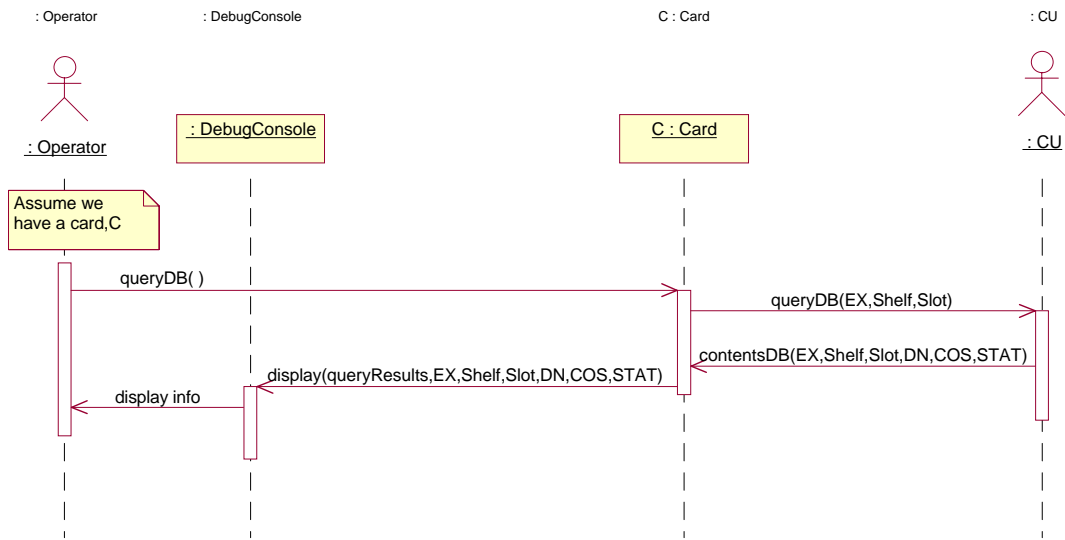 : Operator
: DebugConsole
C : Card
: CU
: Operator
: DebugConsole
C : Card
: CU
Assume we
have a card,C
queryDB( )
queryDB(EX,Shelf,Slot)
contentsDB(EX,Shelf,Slot,DN,COS,STAT)
display(queryResults,EX,Shelf,Slot,DN,COS,STAT)
display info